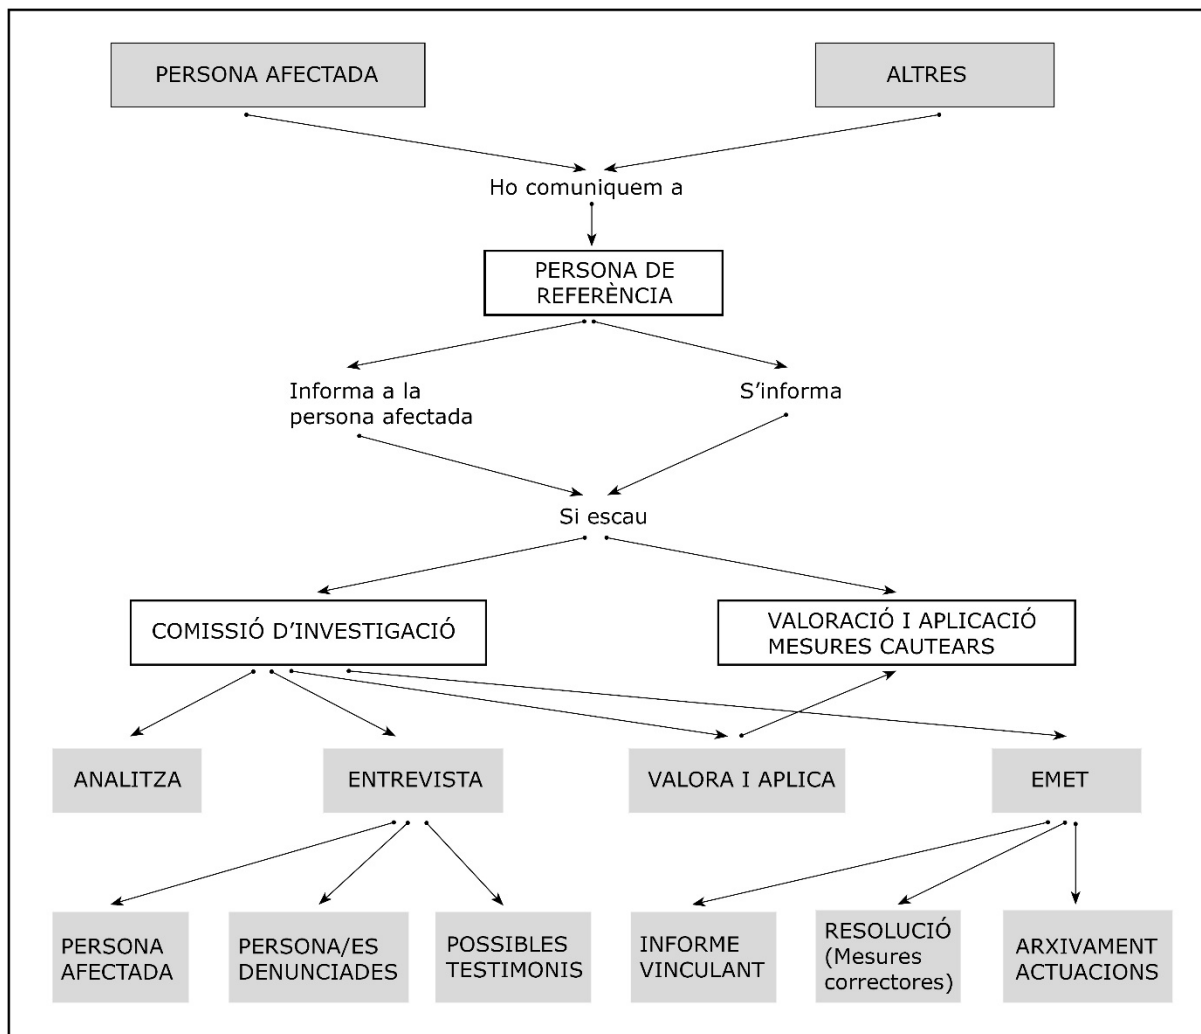 PERSONA AFECTADA
ALTRES
Ho comuniquem a
PERSONA DE
REFERÈNCIA
Informa a la
persona afectada
S'informa
Si escau
COMISSIÓ D'INVESTIGACIÓ
VALORACIÓ I APLICACIÓ
MESURES CAUTEARS
ANALITZA
ENTREVISTA
VALORA I APLICA
EMET
PERSONA
AFECTADA
PERSONA/ES
DENUNCIADES
POSSIBLES
TESTIMONIS
INFORME
VINCULANT
RESOLUCIÓ
(Mesures
correctores)
ARXIVAMENT
ACTUACIONS